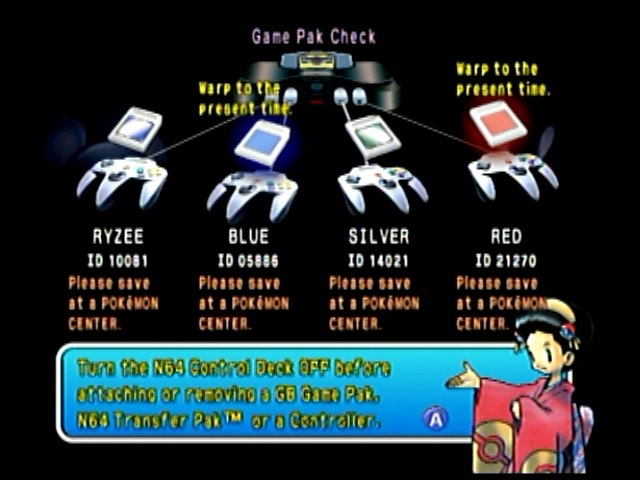 Game Pak Check
Warp to the
present time.
Warp to the
present time.
RYZEE
ID 10081
Please save
at a POKéMON
CENTER.
BLUE
ID 05886
Please save
at a POKéMON
CENTER.
SILVER
ID 14021
Please save
at a POKéMON
CENTER.
RED
ID 21270
Please save
at a POKéMON
CENTER.
Turn the N64 Control Deck OFF before
attaching or removing a GB Game Pak,
N64 Transfer Pak™ or a Controller.
A